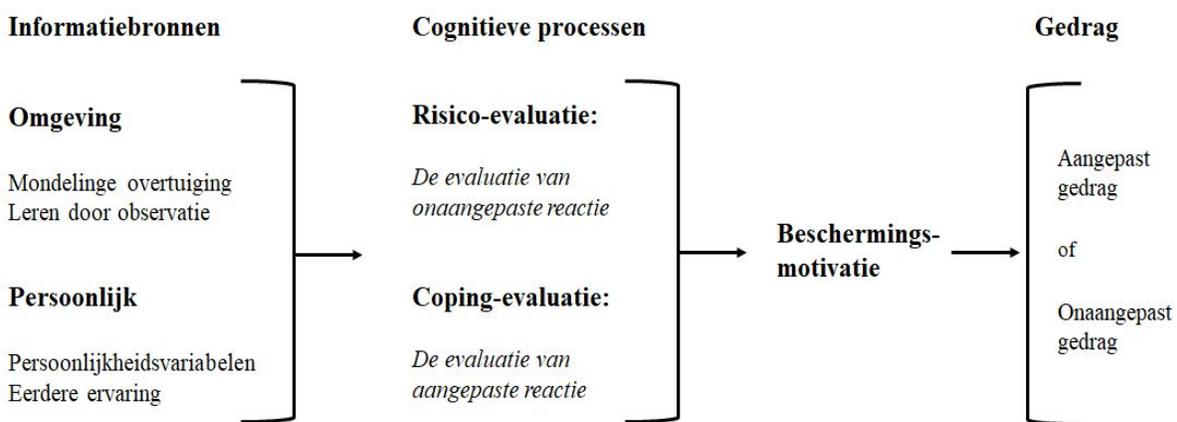 Informatiebronnen
Omgeving
Mondelinge overtuiging
Leren door observatie
Persoonlijk
Persoonlijkheidsvariabelen
Eerdere ervaring
Cognitieve processen
Risico-evaluatie:
De evaluatie van
onaangepaste reactie
Coping-evaluatie:
De evaluatie van
aangepaste reactie
Beschermings-
motivatie
Gedrag
Aangepast
gedrag
of
Onaangepast
gedrag